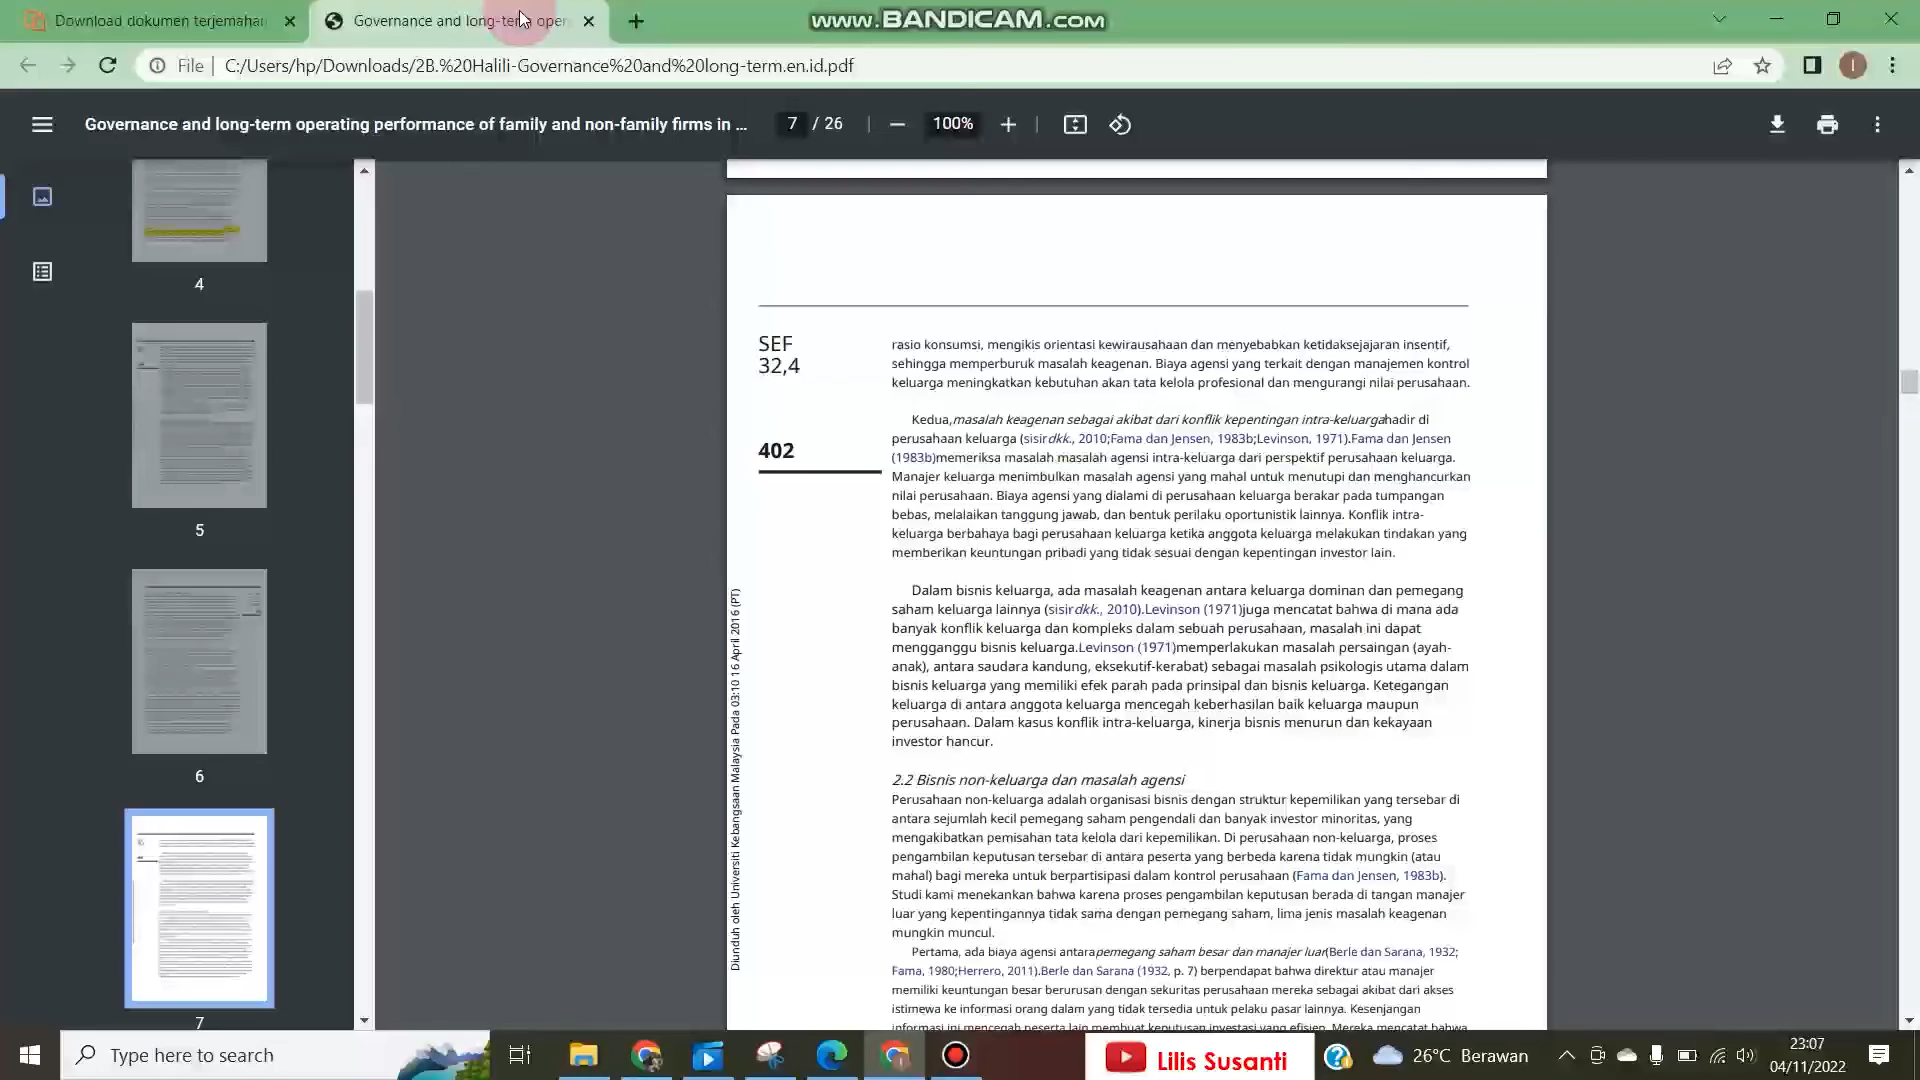 Download dokumen terjemahan
Governance and long-term oper
WWW.BANDICAM.COM
File
C:/Users/hp/Downloads/2B.%20Halili-Governance%20and%20long-term.en.id.pdf
Governance and long-term operating performance of family and non-family firms in ...
7 / 26
100%
4
5
6
7
SEF
32,4
402
Diunduh oleh Universiti Kebangsaan Malaysia Pada 03:10 16 April 2016 (PT)
rasio konsumsi, mengikis orientasi kewirausahaan dan menyebabkan ketidaksejajaran insentif,
sehingga memperburuk masalah keagenan. Biaya agensi yang terkait dengan manajemen kontrol
keluarga meningkatkan kebutuhan akan tata kelola profesional dan mengurangi nilai perusahaan.
Kedua,masalah keagenan sebagai akibat dari konflik kepentingan intra-keluargahadir di
perusahaan keluarga (sisirdkk., 2010;Fama dan Jensen, 1983b;Levinson, 1971).Fama dan Jensen
(1983b)memeriksa masalah masalah agensi intra-keluarga dari perspektif perusahaan keluarga.
Manajer keluarga menimbulkan masalah agensi yang mahal untuk menutupi dan menghancurkan
nilai perusahaan. Biaya agensi yang dialami di perusahaan keluarga berakar pada tumpangan
bebas, melalaikan tanggung jawab, dan bentuk perilaku oportunistik lainnya. Konflik intra-
keluarga berbahaya bagi perusahaan keluarga ketika anggota keluarga melakukan tindakan yang
memberikan keuntungan pribadi yang tidak sesuai dengan kepentingan investor lain.
Dalam bisnis keluarga, ada masalah keagenan antara keluarga dominan dan pemegang
saham keluarga lainnya (sisirdkk., 2010).Levinson (1971)juga mencatat bahwa di mana ada
banyak konflik keluarga dan kompleks dalam sebuah perusahaan, masalah ini dapat
mengganggu bisnis keluarga.Levinson (1971)memperlakukan masalah persaingan (ayah-
anak), antara saudara kandung, eksekutif-kerabat) sebagai masalah psikologis utama dalam
bisnis keluarga yang memiliki efek parah pada prinsipal dan bisnis keluarga. Ketegangan
keluarga di antara anggota keluarga mencegah keberhasilan baik keluarga maupun
perusahaan. Dalam kasus konflik intra-keluarga, kinerja bisnis menurun dan kekayaan
investor hancur.
2.2 Bisnis non-keluarga dan masalah agensi
Perusahaan non-keluarga adalah organisasi bisnis dengan struktur kepemilikan yang tersebar di
antara sejumlah kecil pemegang saham pengendali dan banyak investor minoritas, yang
mengakibatkan pemisahan tata kelola dari kepemilikan. Di perusahaan non-keluarga, proses
pengambilan keputusan tersebar di antara peserta yang berbeda karena tidak mungkin (atau
mahal) bagi mereka untuk berpartisipasi dalam kontrol perusahaan (Fama dan Jensen, 1983b).
Studi kami menekankan bahwa karena proses pengambilan keputusan berada di tangan manajer
luar yang kepentingannya tidak sama dengan pemegang saham, lima jenis masalah keagenan
mungkin muncul.
Pertama, ada biaya agensi antarapemegang saham besar dan manajer luar(Berle dan Sarana, 1932;
Fama, 1980;Herrero, 2011).Berle dan Sarana (1932, p. 7) berpendapat bahwa direktur atau manajer
memiliki keuntungan besar berurusan dengan sekuritas perusahaan mereka sebagai akibat dari akses
istimewa ke informasi orang dalam yang tidak tersedia untuk pelaku pasar lainnya. Kesenjangan
informasi ini mencegah peserta lain membuat keputusan investasi yang efisien. Mereka mencatat bahwa
Type here to search
Lilis Susanti
26°C Berawan
23:07
04/11/2022